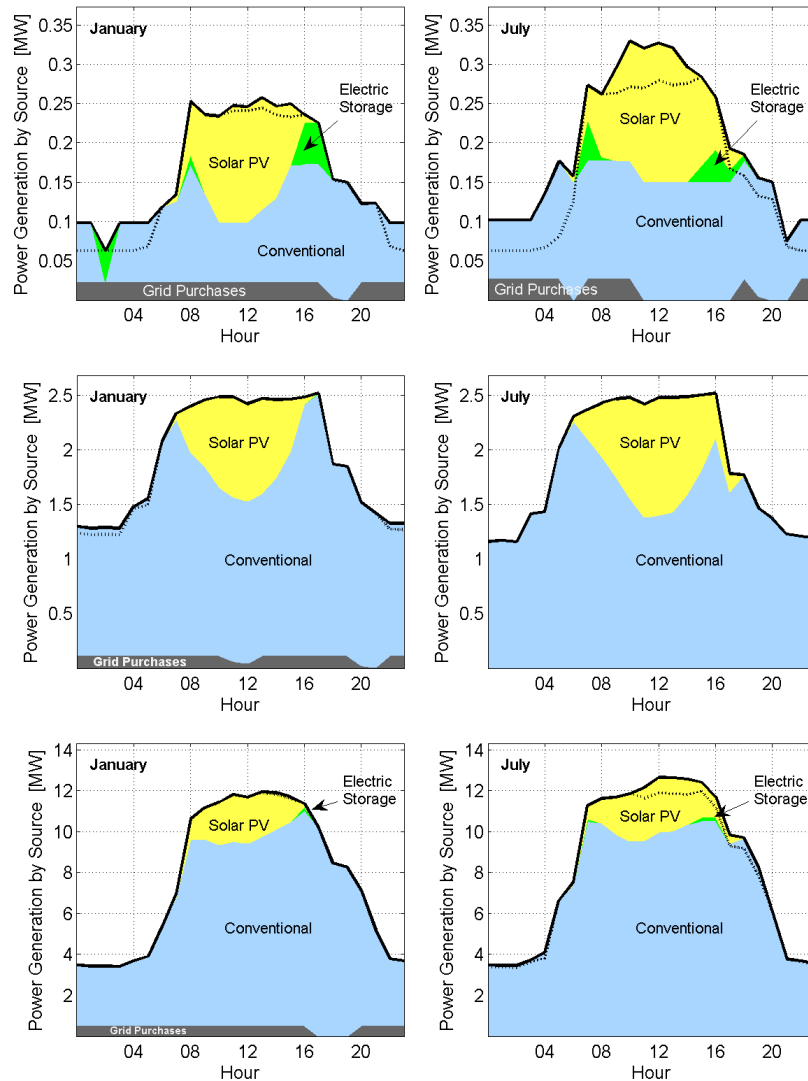 Power Generation by Source [MW]
0.35
0.3
0.25
0.2
0.15
0.1
0.05
January
Electric
Storage
Solar PV
Conventional
Grid Purchases
04 08 12 16 20
Hour
Power Generation by Source [MW]
0.35
0.3
0.25
0.2
0.15
0.1
0.05
July
Electric
Storage
Solar PV
Conventional
Grid Purchases
04 08 12 16 20
Hour
Power Generation by Source [MW]
2.5
2
1.5
1
0.5
January
Solar PV
Conventional
Grid Purchases
04 08 12 16 20
Hour
Power Generation by Source [MW]
2.5
2
1.5
1
0.5
July
Solar PV
Conventional
04 08 12 16 20
Hour
Power Generation by Source [MW]
14
12
10
8
6
4
2
January
Electric
Storage
Solar PV
Conventional
Grid Purchases
04 08 12 16 20
Hour
Power Generation by Source [MW]
14
12
10
8
6
4
2
July
Electric
Storage
Solar PV
Conventional
04 08 12 16 20
Hour